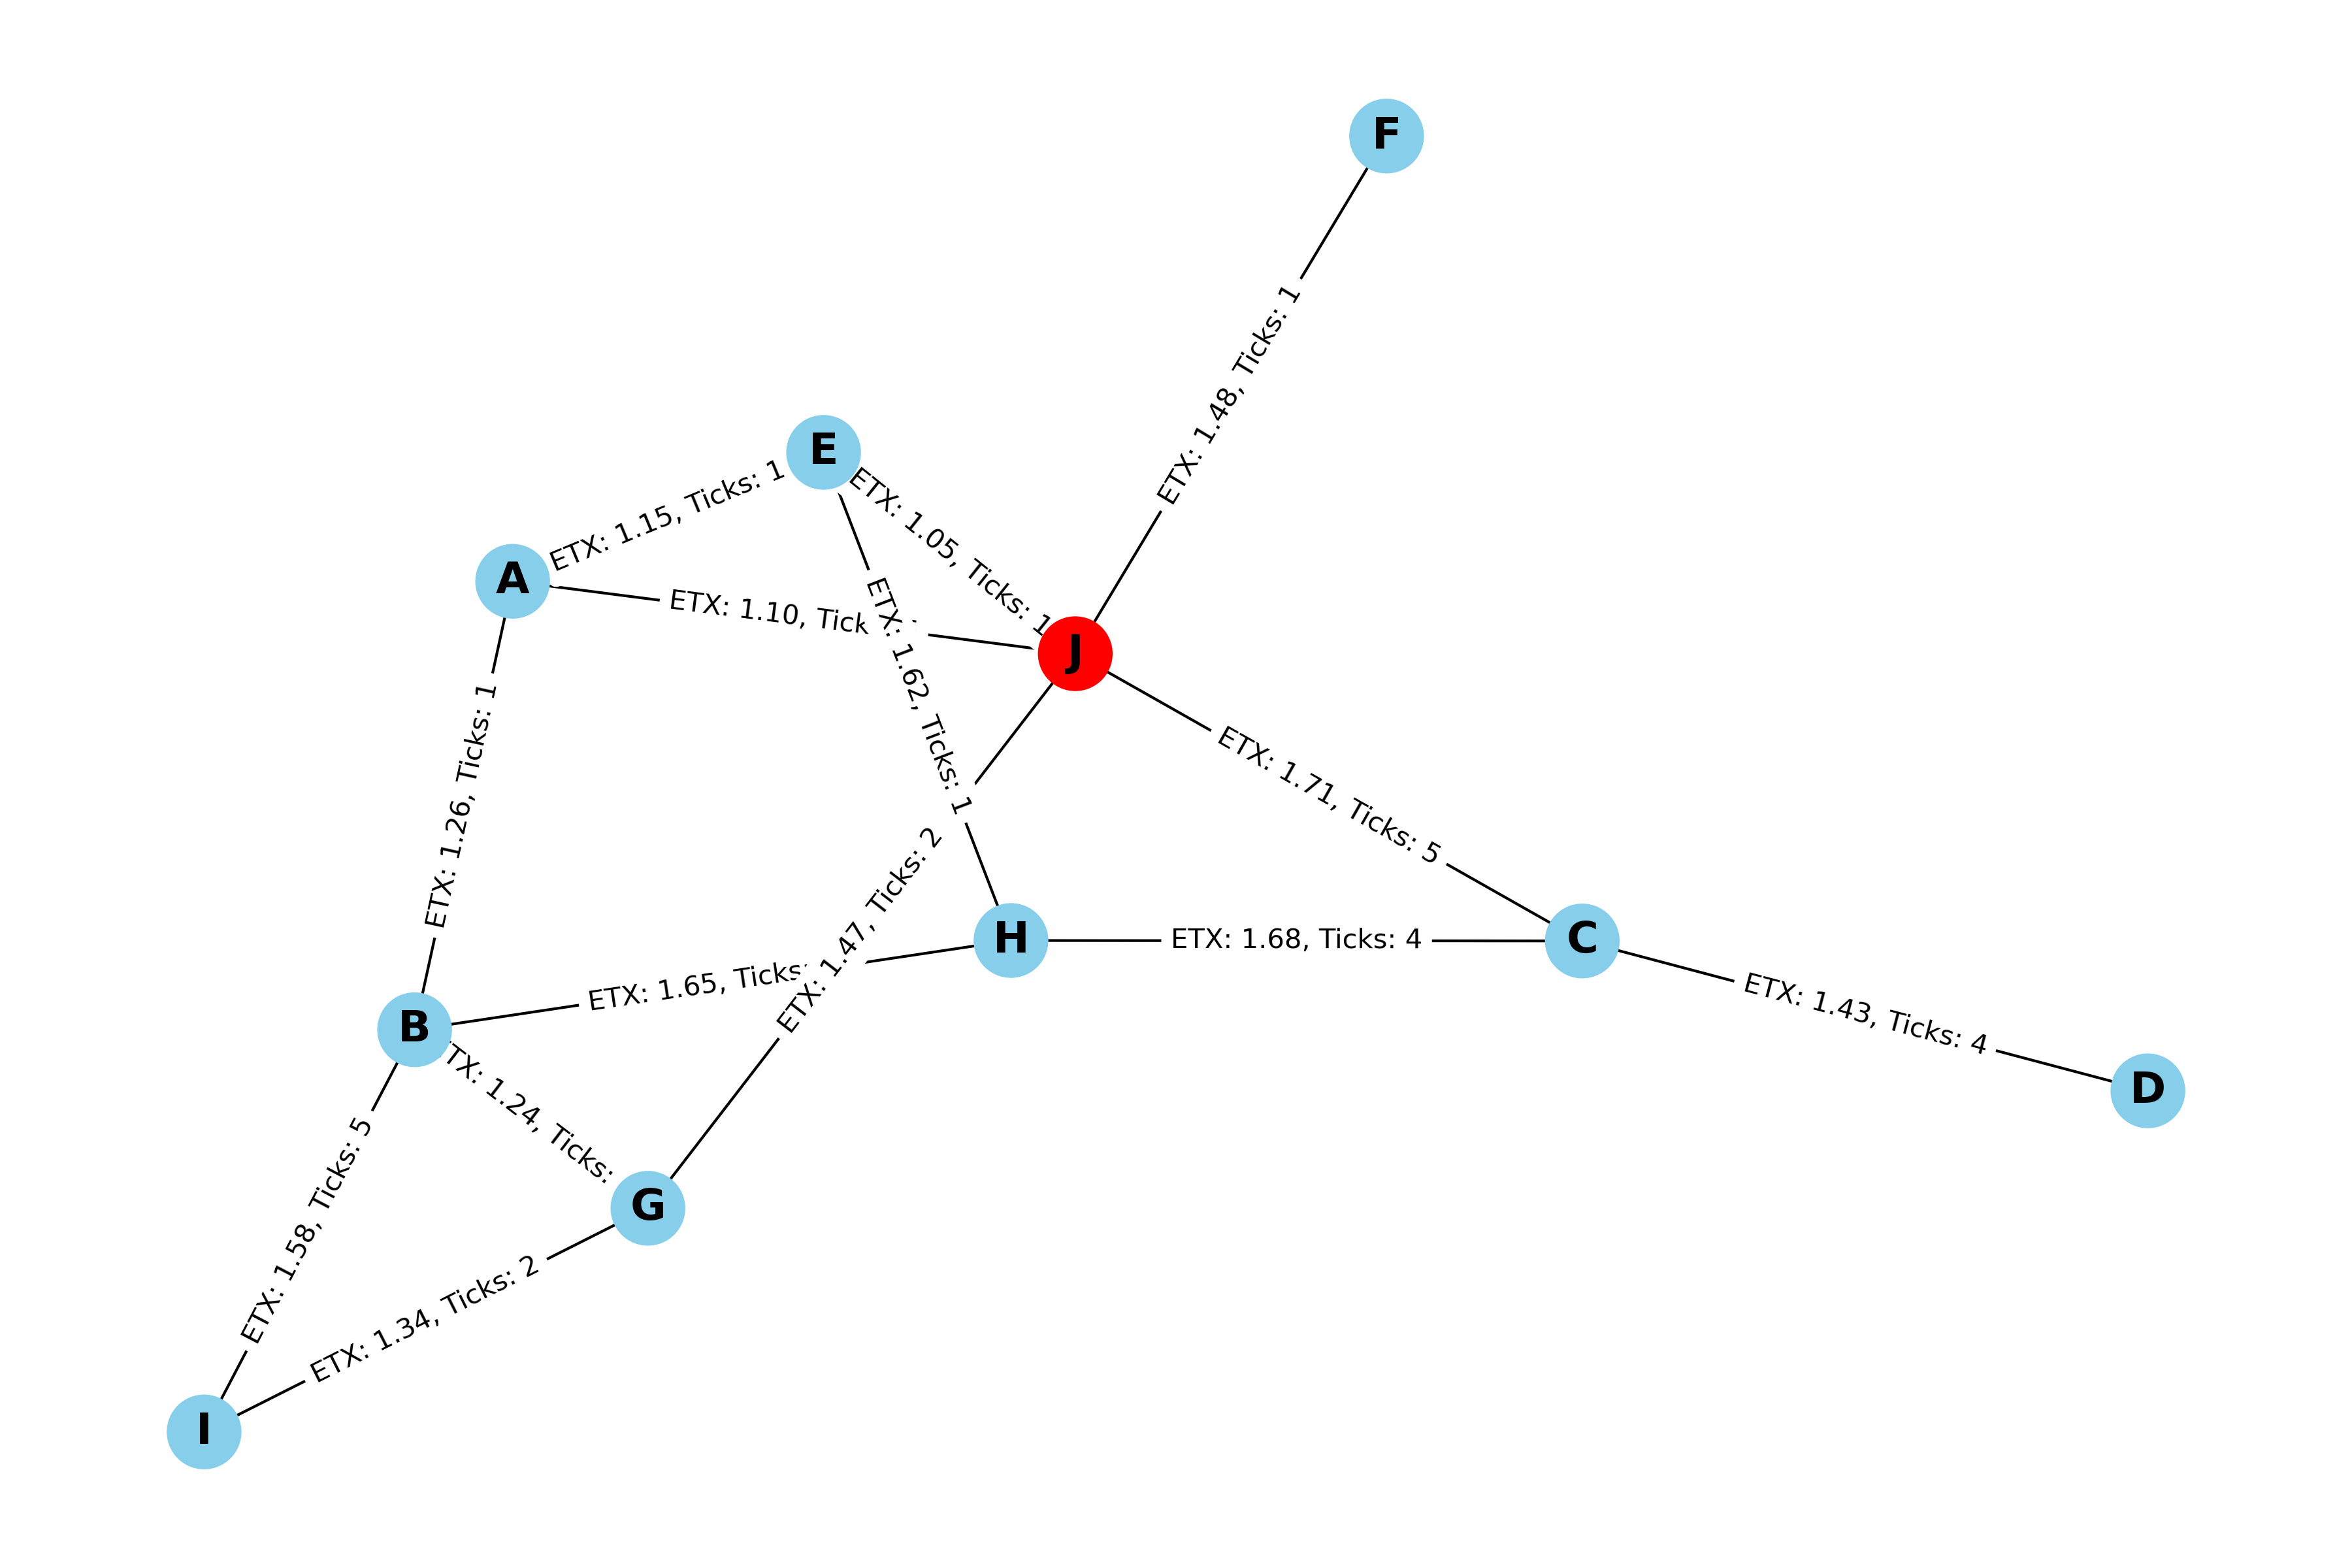 F
ETX: 1.48, Ticks: 1
E
ETX: 1.15, Ticks: 1
ETX: 1.05, Ticks: 1
A
ETX: 1.10,
J
ETX: 1.62, Ticks: 1
ETX: 1.26, Ticks: 1
ETX: 1.71, Ticks: 5
ETX: 1.47, Ticks: 2
H
ETX: 1.68, Ticks: 4
C
ETX: 1.65, Ticks:
ETX: 1.43, Ticks: 4
B
D
TX: 1.24, Ticks:
ETX: 1.58, Ticks: 5
G
ETX: 1.34, Ticks: 2
I